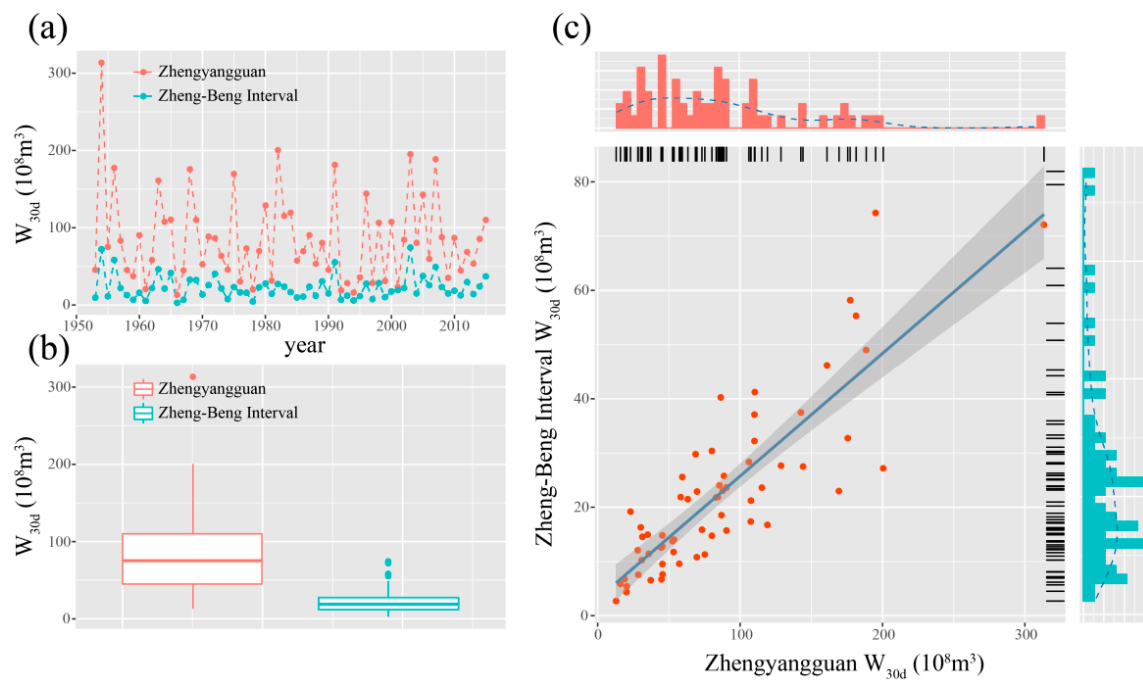 (a)
300
200
100
0
W30d (10⁸m³)
Zhengyangguan
Zheng-Beng Interval
1950 1960 1970 1980 1990 2000 2010
year
(b)
300
200
100
0
W30d (10⁸m³)
Zhengyangguan
Zheng-Beng Interval
(c)
80
60
40
20
0
Zheng-Beng Interval W30d (10⁸m³)
0 100 200 300
Zhengyangguan W30d (10⁸m³)